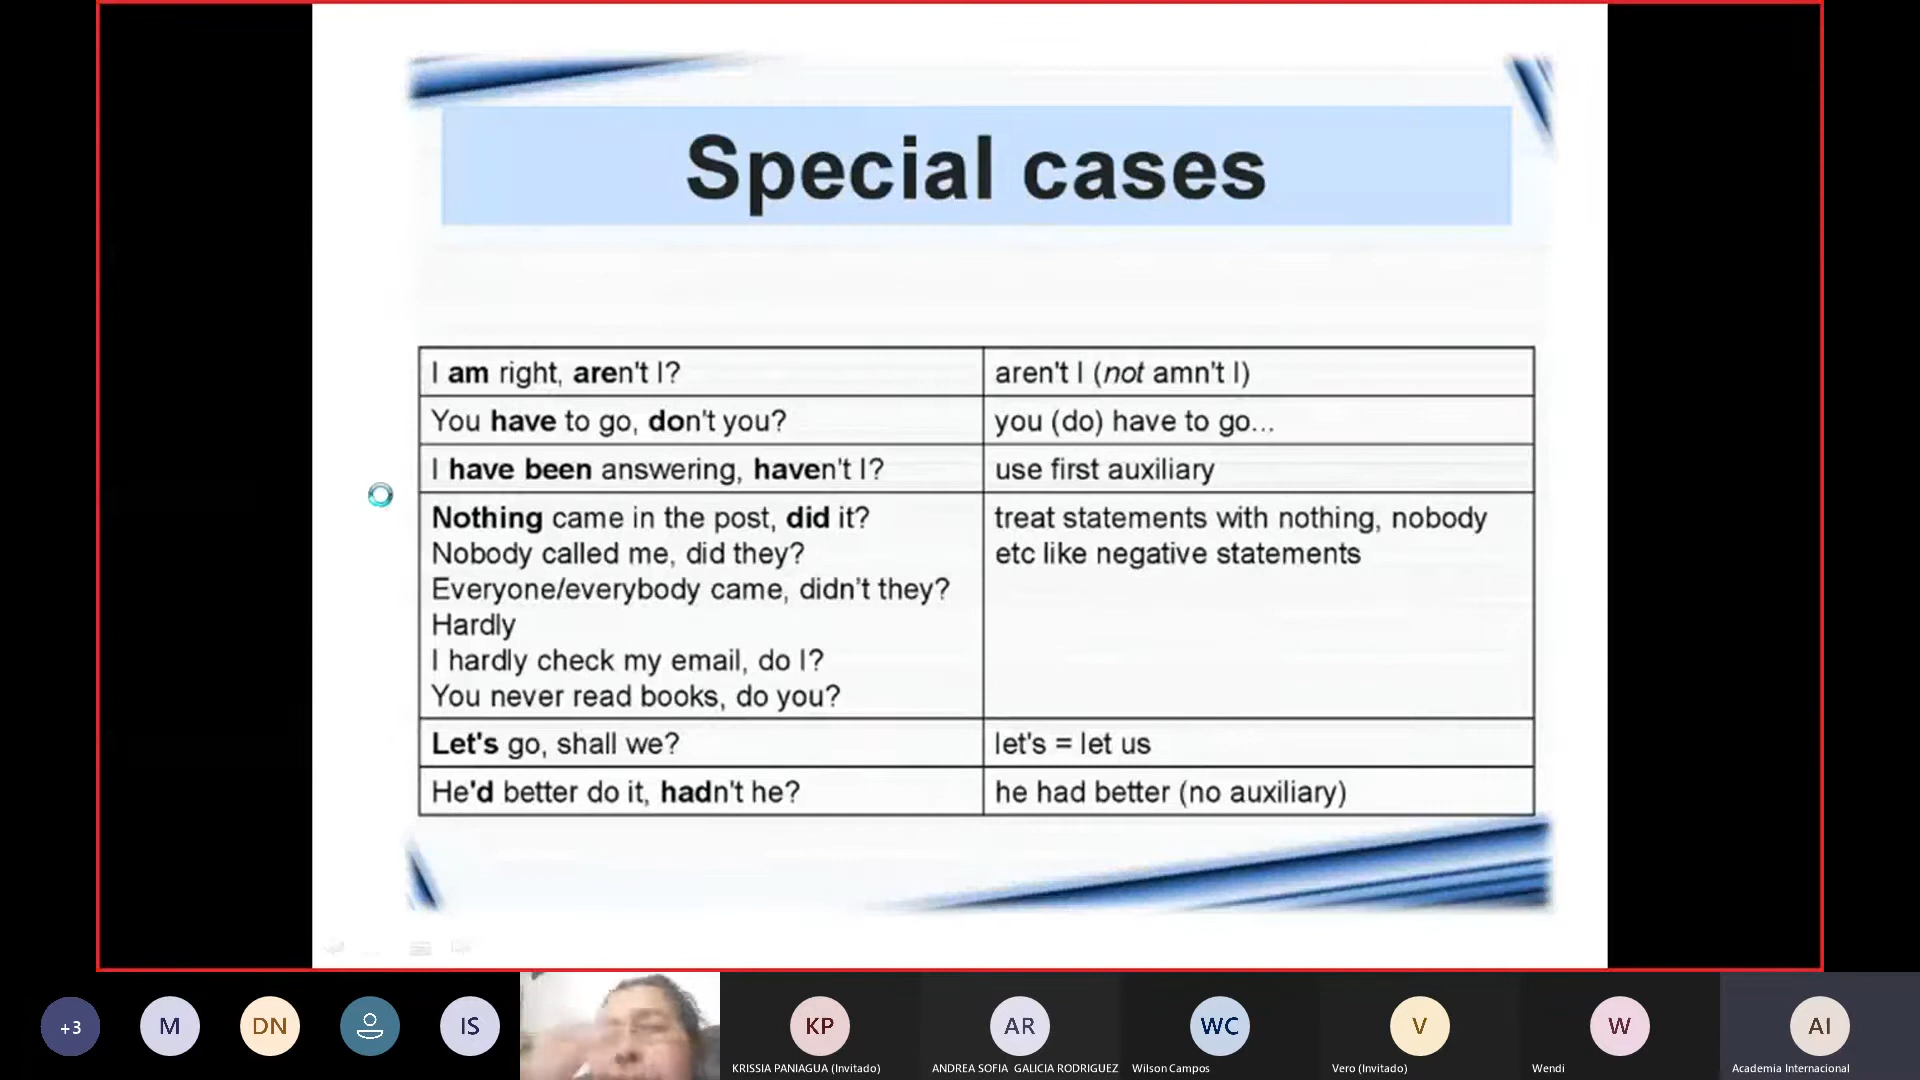 Special cases
I am right, aren't I?
aren't I (not amn't I)
You have to go, don't you?
you (do) have to go...
I have been answering, haven't I?
use first auxiliary
Nothing came in the post, did it?
Nobody called me, did they?
Everyone/everybody came, didn't they?
Hardly
I hardly check my email, do I?
You never read books, do you?
treat statements with nothing, nobody
etc like negative statements
Let's go, shall we?
let's = let us
He'd better do it, hadn't he?
he had better (no auxiliary)
+3
M
DN
IS
KP
KRISSIA PANIAGUA (Invitado)
AR
ANDREA SOFIA GALICIA RODRIGUEZ
WC
Wilson Campos
V
Vero (Invitado)
W
Wendi
AI
Academia Internacional